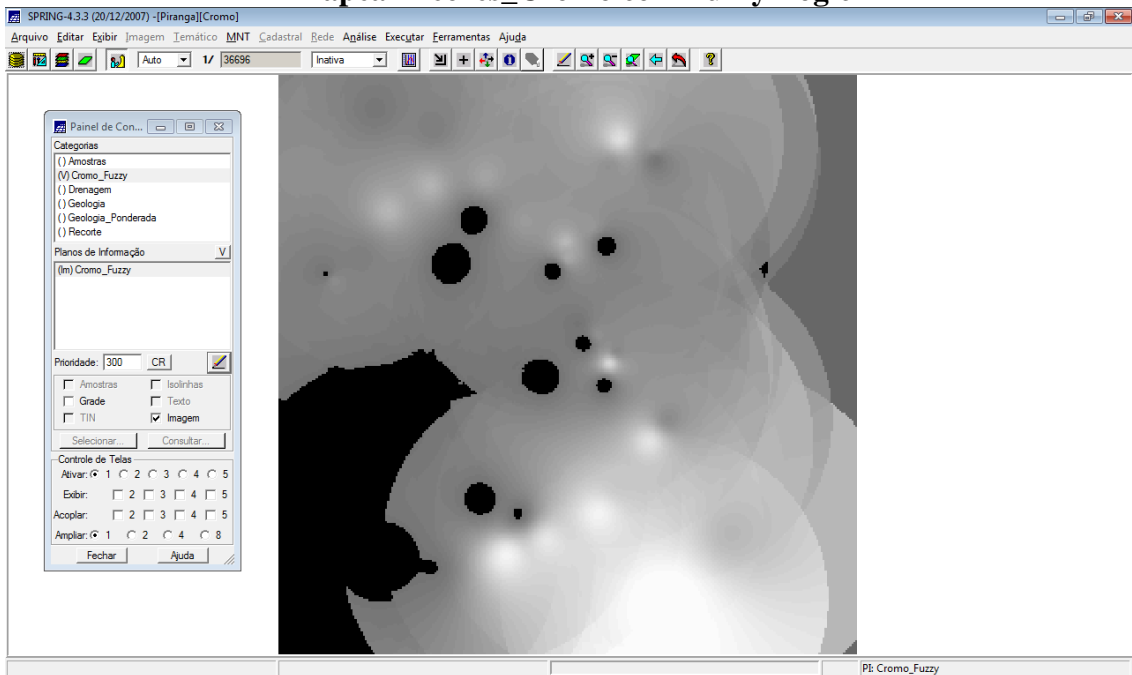 SPRING-4.3.3 (20/12/2007) -[Piranga][Cromo]
Arquivo Editar Exibir Imagem Temático MNT Cadastral Rede Análise Executar Ferramentas Ajuda
Auto 1/ 36696 Inativa
Painel de Con...
Categorias
( ) Amostras
(V) Cromo_Fuzzy
( ) Drenagem
( ) Geologia
( ) Geologia_Ponderada
( ) Recorte
Planos de Informação V
(Im) Cromo_Fuzzy
Prioridade: 300 CR
Amostras Isolinhas
Grade Texto
TIN Imagem
Selecionar... Consultar...
Controle de Telas
Ativar: 1 2 3 4 5
Exibir: 2 3 4 5
Acoplar: 2 3 4 5
Ampliar: 1 2 4 8
Fechar Ajuda
PI: Cromo_Fuzzy